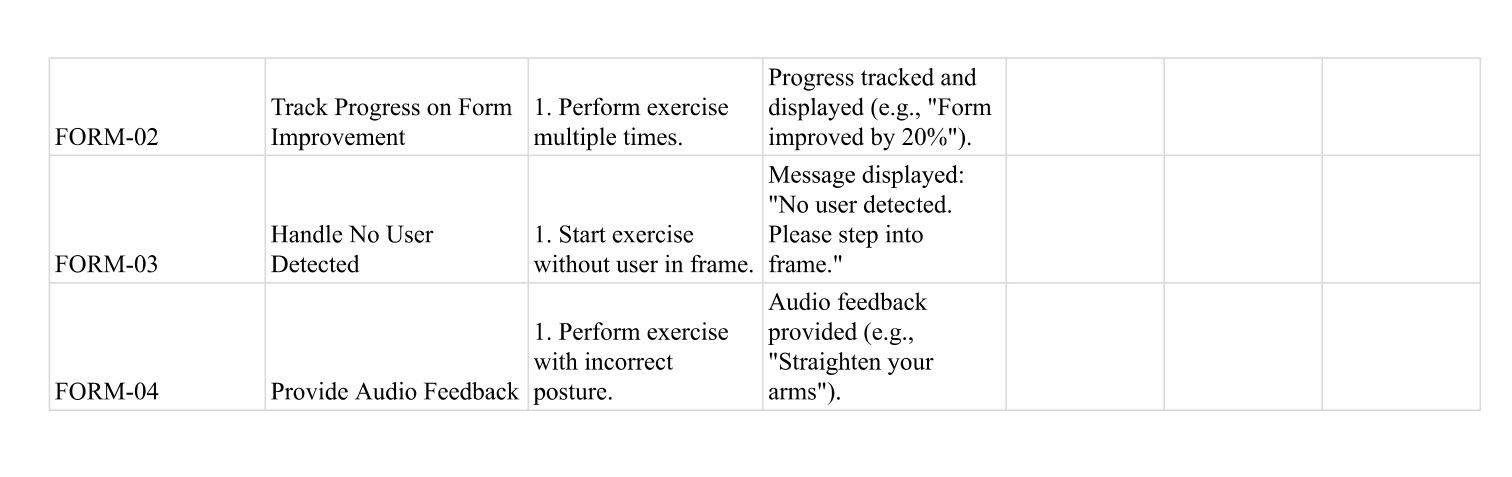 FORM-02
Track Progress on Form
Improvement
1. Perform exercise
multiple times.
Progress tracked and
displayed (e.g., "Form
improved by 20%").
FORM-03
Handle No User
Detected
1. Start exercise
without user in frame.
Message displayed:
"No user detected.
Please step into
frame."
FORM-04
Provide Audio Feedback
1. Perform exercise
with incorrect
posture.
Audio feedback
provided (e.g.,
"Straighten your
arms").